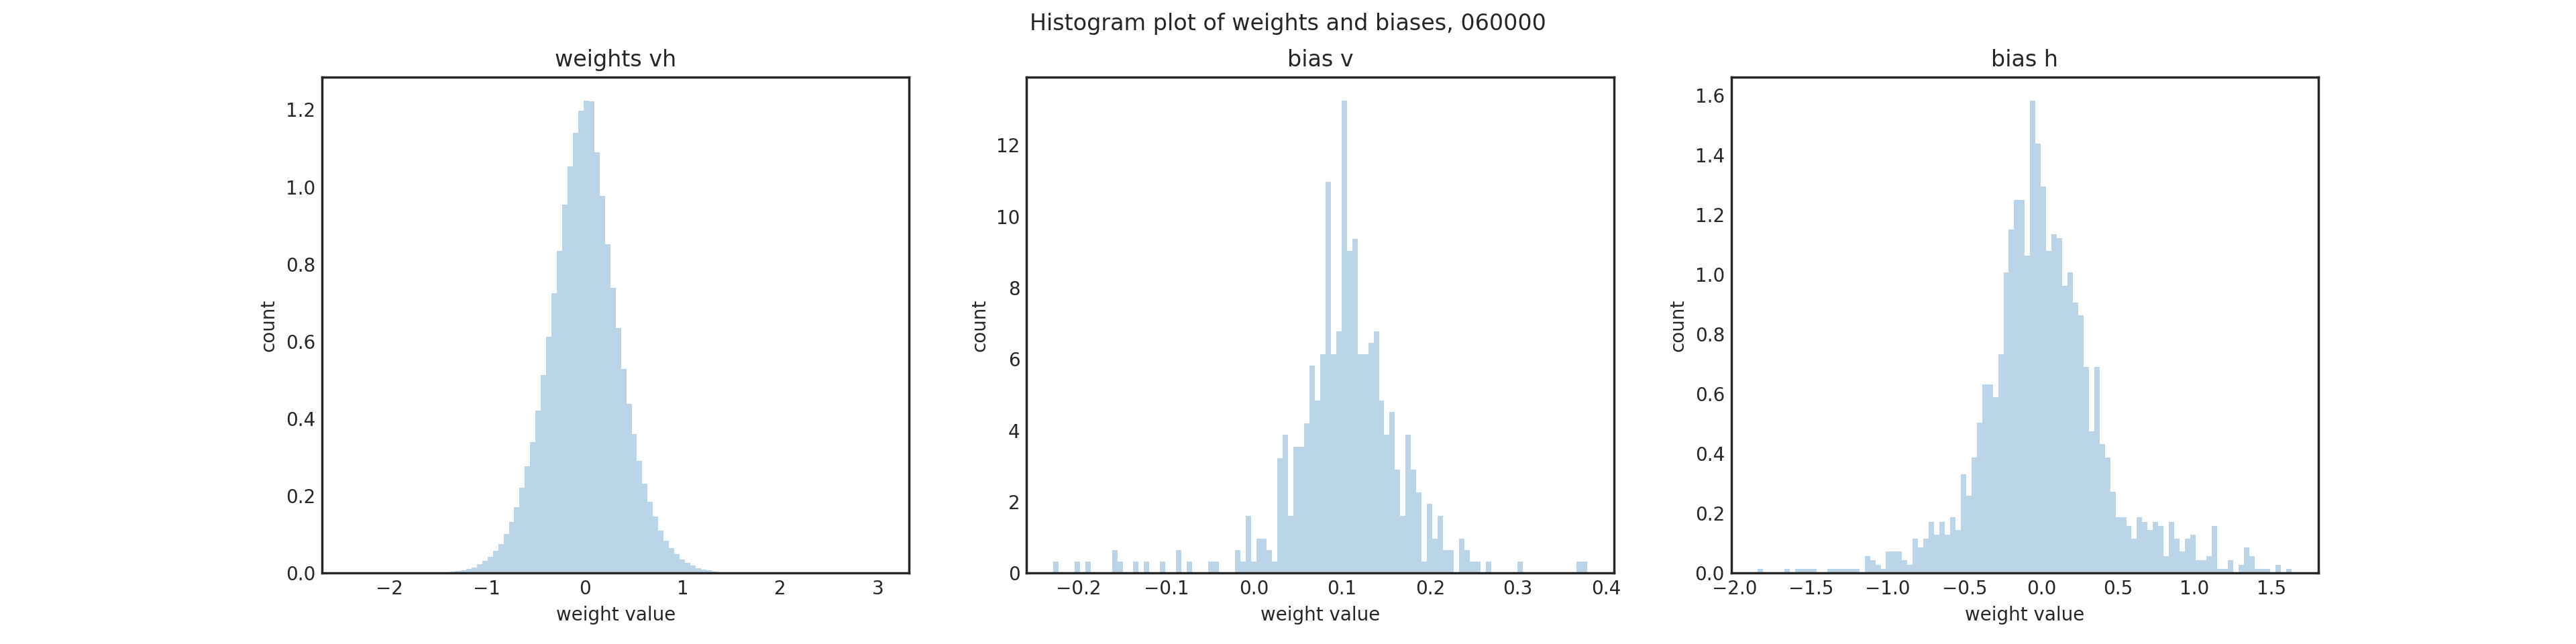 Histogram plot of weights and biases, 060000
weights vh
count
1.2
1.0
0.8
0.6
0.4
0.2
0.0
−2 −1 0 1 2 3
weight value
bias v
count
12
10
8
6
4
2
0
−0.2 −0.1 0.0 0.1 0.2 0.3 0.4
weight value
bias h
count
1.6
1.4
1.2
1.0
0.8
0.6
0.4
0.2
0.0
−2.0 −1.5 −1.0 −0.5 0.0 0.5 1.0 1.5
weight value